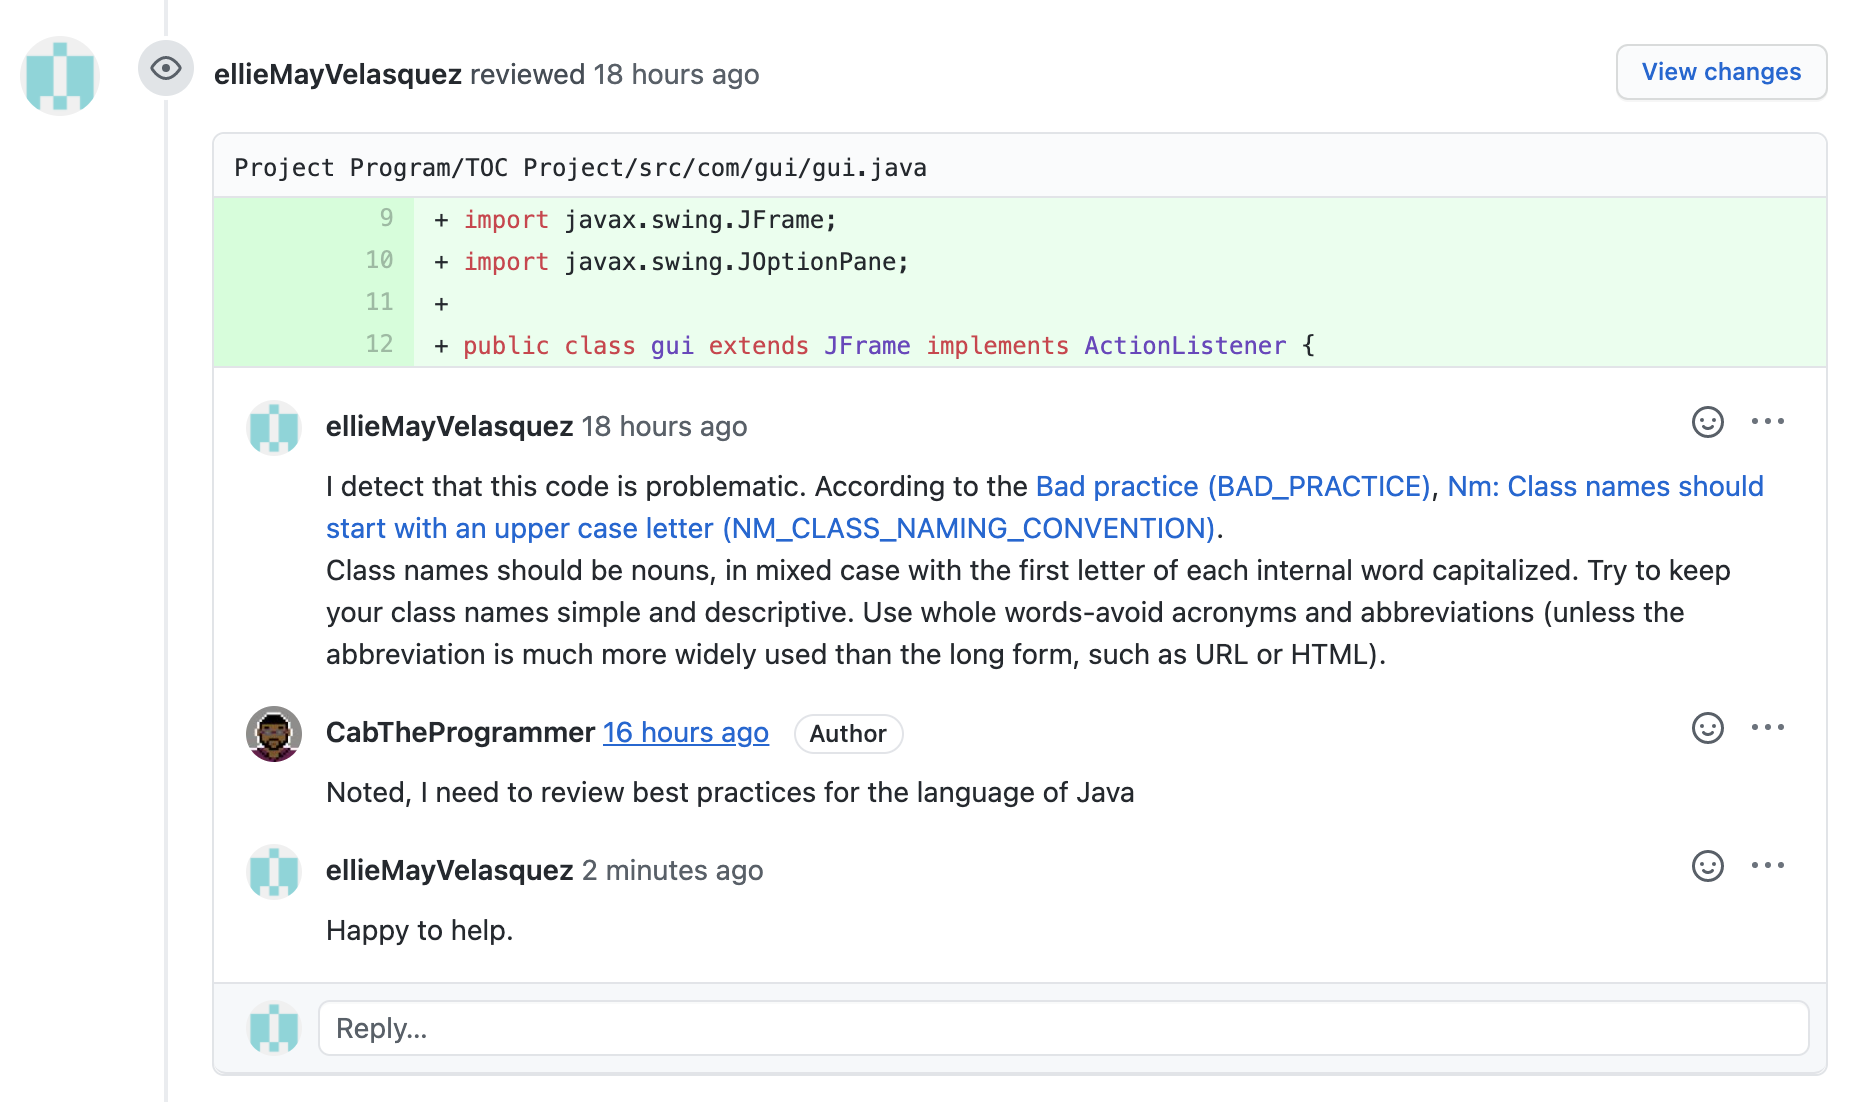 ellieMayVelasquez reviewed 18 hours ago
View changes
Project Program/TOC Project/src/com/gui/gui.java
9 + import javax.swing.JFrame;
10 + import javax.swing.JOptionPane;
11 +
12 + public class gui extends JFrame implements ActionListener {
ellieMayVelasquez 18 hours ago
I detect that this code is problematic. According to the Bad practice (BAD_PRACTICE), Nm: Class names should
start with an upper case letter (NM_CLASS_NAMING_CONVENTION).
Class names should be nouns, in mixed case with the first letter of each internal word capitalized. Try to keep
your class names simple and descriptive. Use whole words-avoid acronyms and abbreviations (unless the
abbreviation is much more widely used than the long form, such as URL or HTML).
CabTheProgrammer 16 hours ago Author
Noted, I need to review best practices for the language of Java
ellieMayVelasquez 2 minutes ago
Happy to help.
Reply...